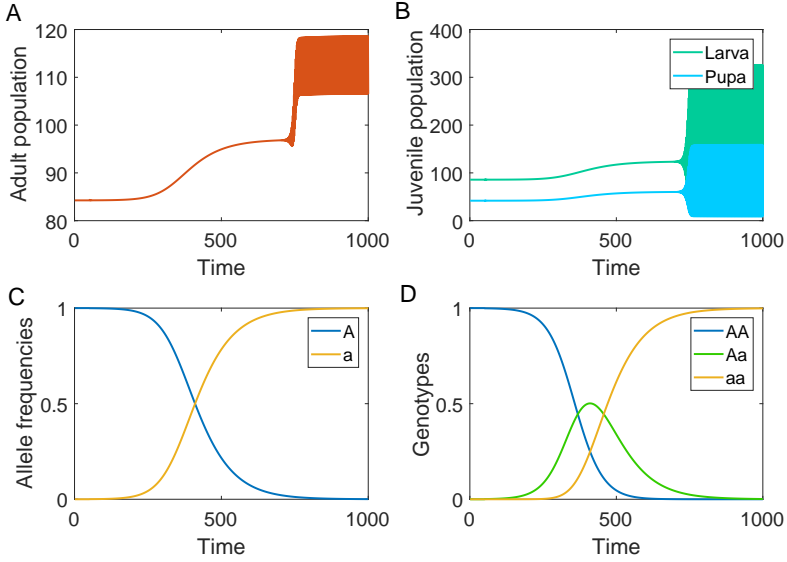 A
Adult population
120
110
100
90
80
0
500
1000
Time
B
Juvenile population
400
300
200
100
0
0
500
1000
Time
Larva
Pupa
C
Allele frequencies
1
0.5
0
0
500
1000
Time
A
a
D
Genotypes
1
0.5
0
0
500
1000
Time
AA
Aa
aa